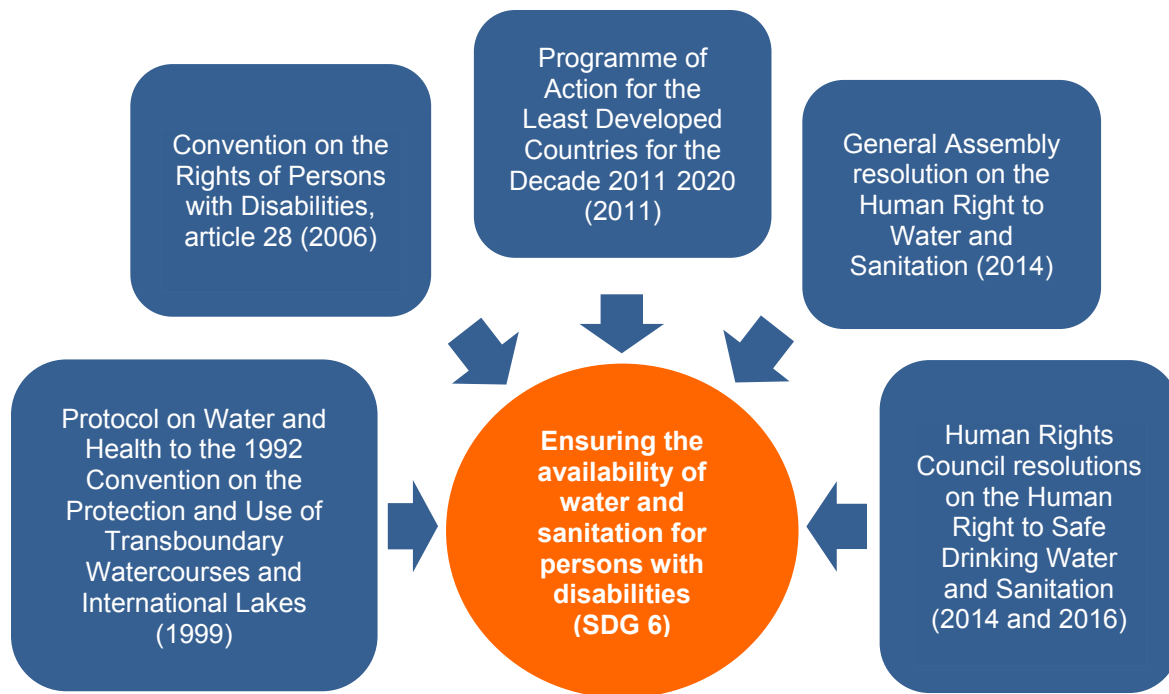 Programme of
Action for the
Least Developed
Countries for the
Decade 2011 2020
(2011)
Convention on the
Rights of Persons
with Disabilities,
article 28 (2006)
General Assembly
resolution on the
Human Right to
Water and
Sanitation (2014)
Protocol on Water and
Health to the 1992
Convention on the
Protection and Use of
Transboundary
Watercourses and
International Lakes
(1999)
Ensuring the
availability of
water and
sanitation for
persons with
disabilities
(SDG 6)
Human Rights
Council resolutions
on the Human
Right to Safe
Drinking Water
and Sanitation
(2014 and 2016)